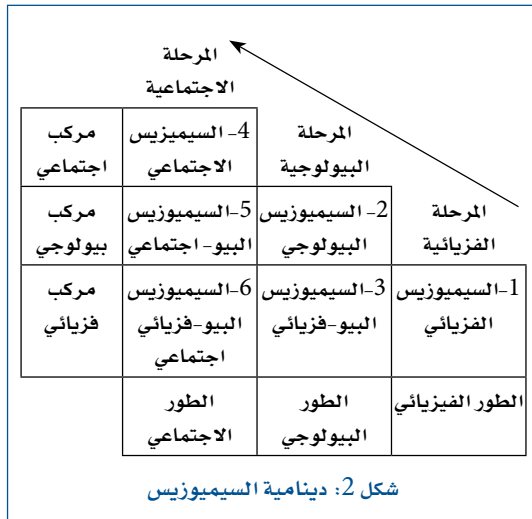 المرحلة
الاجتماعية
4- السيميزيس
الاجتماعي
مركب
اجتماعي
المرحلة
البيولوجية
2- السيميوزيس
البيولوجي
5-السيميوزيس
البيو- اجتماعي
مركب
بيولوجي
المرحلة
الفزيائية
1-السيميوزيس
الفزيائي
3-السيميوزيس
البيو-فزيائي
6-السيميوزيس
البيو-فزيائي
اجتماعي
مركب
فزيائي
الطور الفيزيائي
الطور
البيولوجي
الطور
الاجتماعي
شكل 2: دينامية السيميوزيس